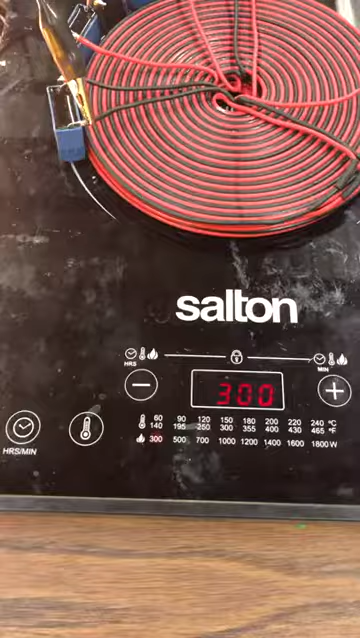 salton
HRS
MIN
300
60 90 120 150 180 200 220 240 °C
140 195 250 300 355 400 430 465 °F
300 500 700 1000 1200 1400 1600 1800 W
HRS/MIN